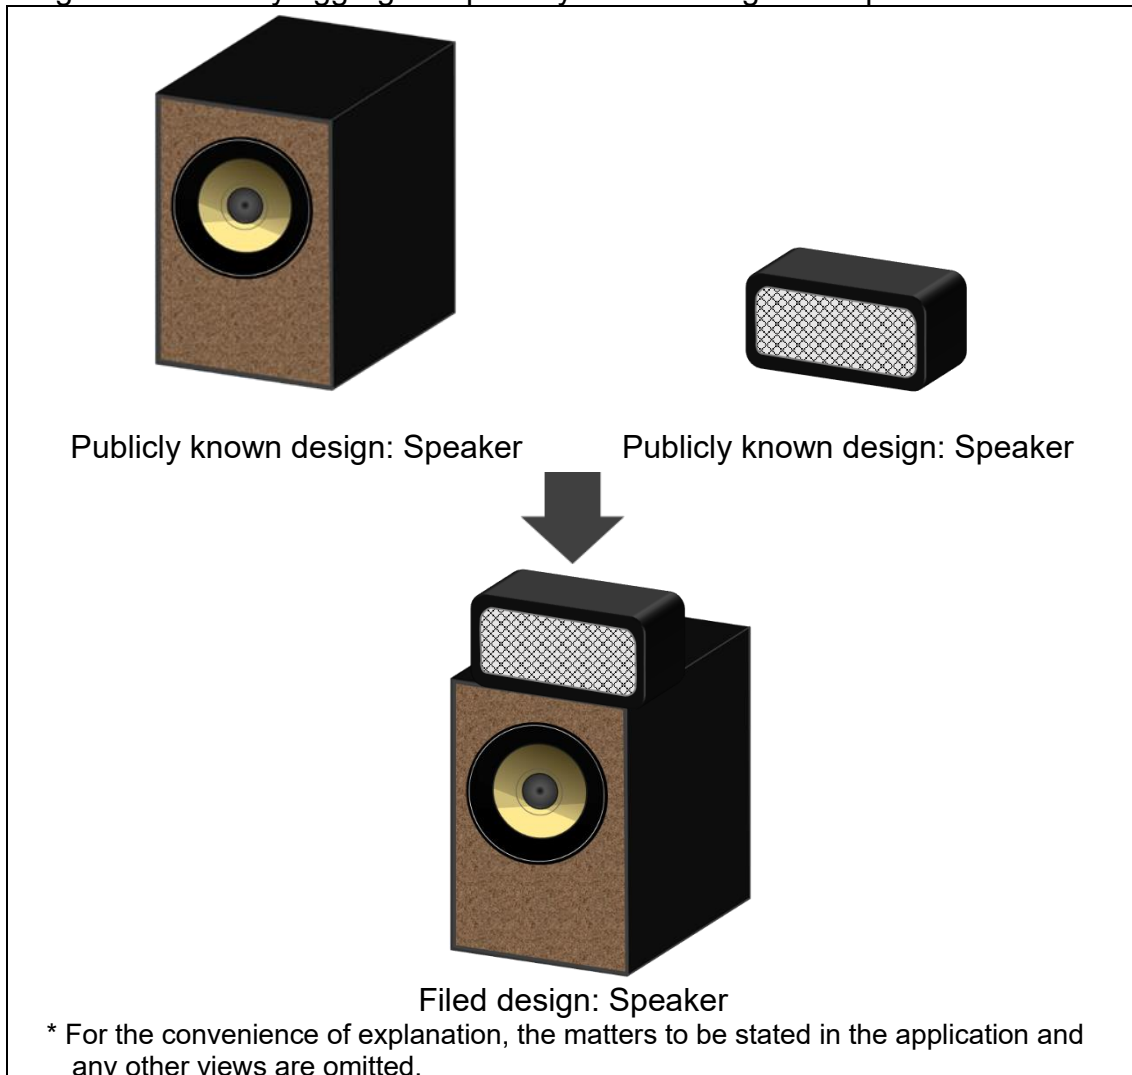 Publicly known design: Speaker Publicly known design: Speaker
Filed design: Speaker
* For the convenience of explanation, the matters to be stated in the application and
any other views are omitted.